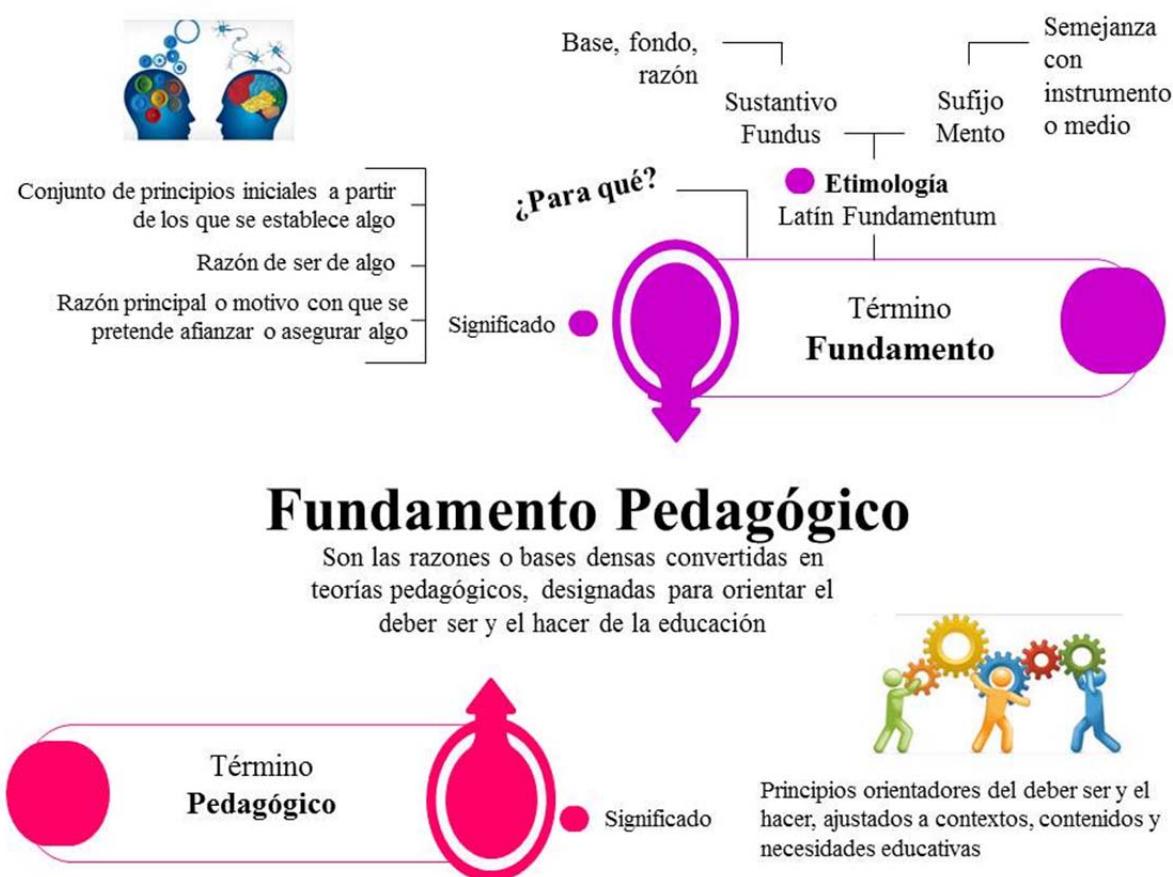 Base, fondo,
razón
Sustantivo
Fundus
Sufijo
Mento
Semejanza
con
instrumento
o medio
Etimología
Latín Fundamentum
¿Para qué?
Conjunto de principios iniciales a partir
de los que se establece algo
Razón de ser de algo
Razón principal o motivo con que se
pretende afianzar o asegurar algo
Significado
Término
Fundamento
Fundamento Pedagógico
Son las razones o bases densas convertidas en
teorías pedagógicos, designadas para orientar el
deber ser y el hacer de la educación
Término
Pedagógico
Significado
Principios orientadores del deber ser y el
hacer, ajustados a contextos, contenidos y
necesidades educativas